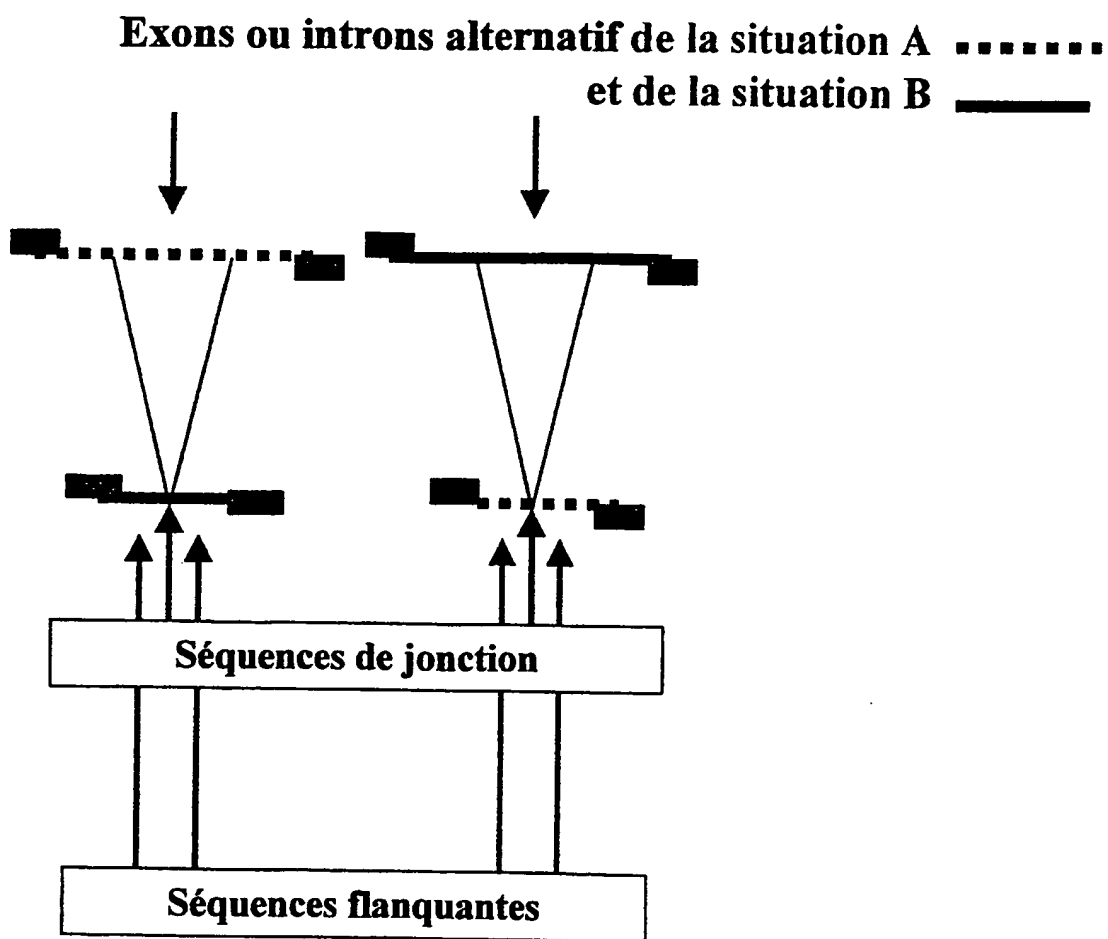 Exons ou introns alternatif de la situation A
et de la situation B
Séquences de jonction
Séquences flanquantes